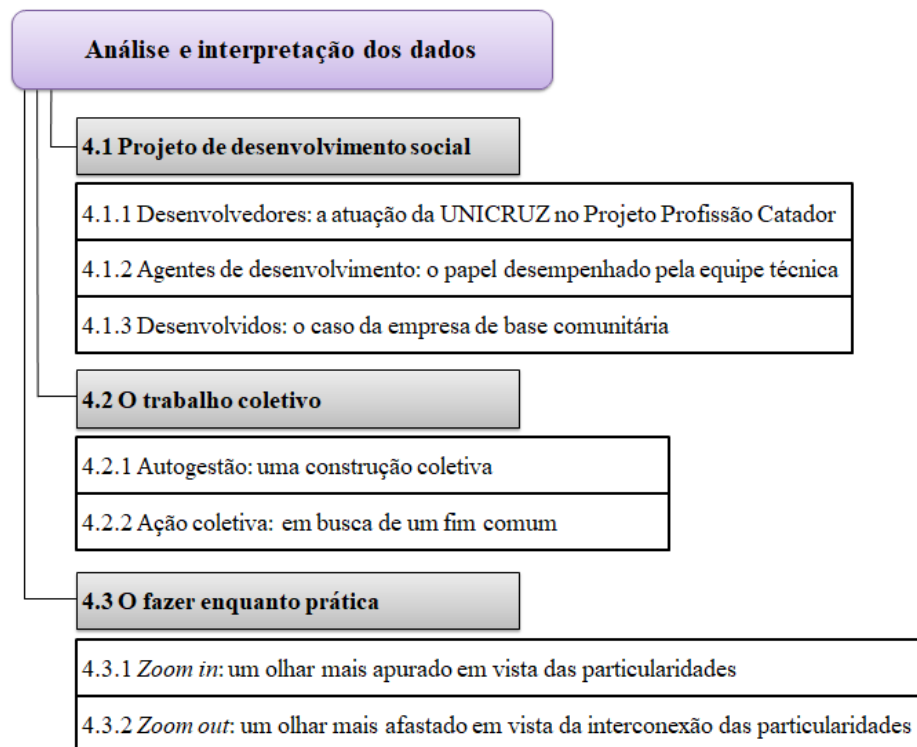 Análise e interpretação dos dados
4.1 Projeto de desenvolvimento social
4.1.1 Desenvolvedores: a atuação da UNICRUZ no Projeto Profissão Catador
4.1.2 Agentes de desenvolvimento: o papel desempenhado pela equipe técnica
4.1.3 Desenvolvidos: o caso da empresa de base comunitária
4.2 O trabalho coletivo
4.2.1 Autogestão: uma construção coletiva
4.2.2 Ação coletiva: em busca de um fim comum
4.3 O fazer enquanto prática
4.3.1 Zoom in: um olhar mais apurado em vista das particularidades
4.3.2 Zoom out: um olhar mais afastado em vista da interconexão das particularidades